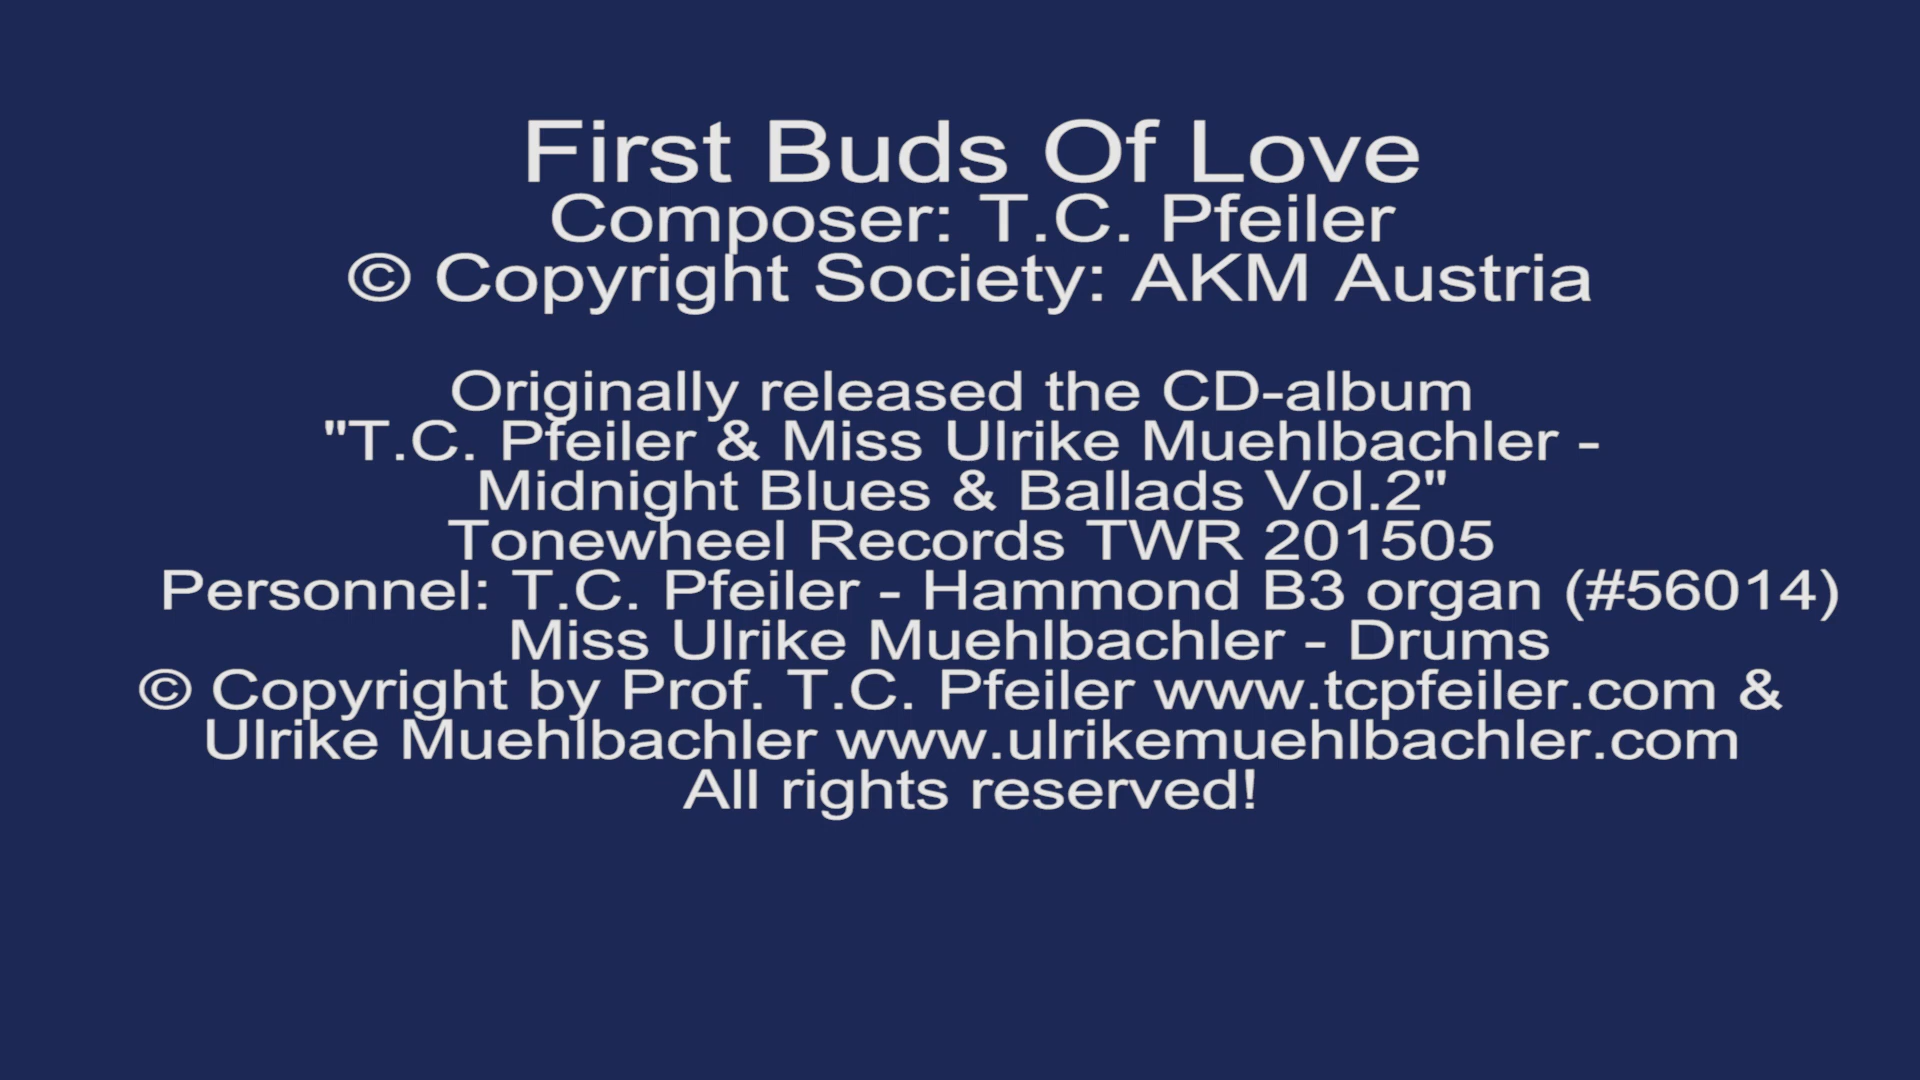 First Buds Of Love
Composer: T.C. Pfeiler
© Copyright Society: AKM Austria
Originally released the CD-album
"T.C. Pfeiler & Miss Ulrike Muehlbachler -
Midnight Blues & Ballads Vol.2"
Tonewheel Records TWR 201505
Personnel: T.C. Pfeiler - Hammond B3 organ (#56014)
Miss Ulrike Muehlbachler - Drums
© Copyright by Prof. T.C. Pfeiler www.tcpfeiler.com &
Ulrike Muehlbachler www.ulrikemuehlbachler.com
All rights reserved!